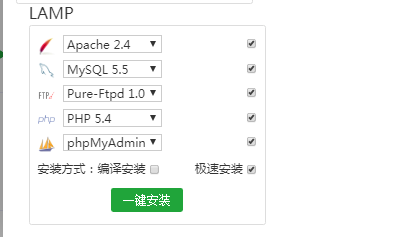 LAMP
Apache 2.4
MySQL 5.5
FTP Pure-Ftpd 1.0
php PHP 5.4
phpMyAdmin
安装方式：编译安装 极速安装
一键安装